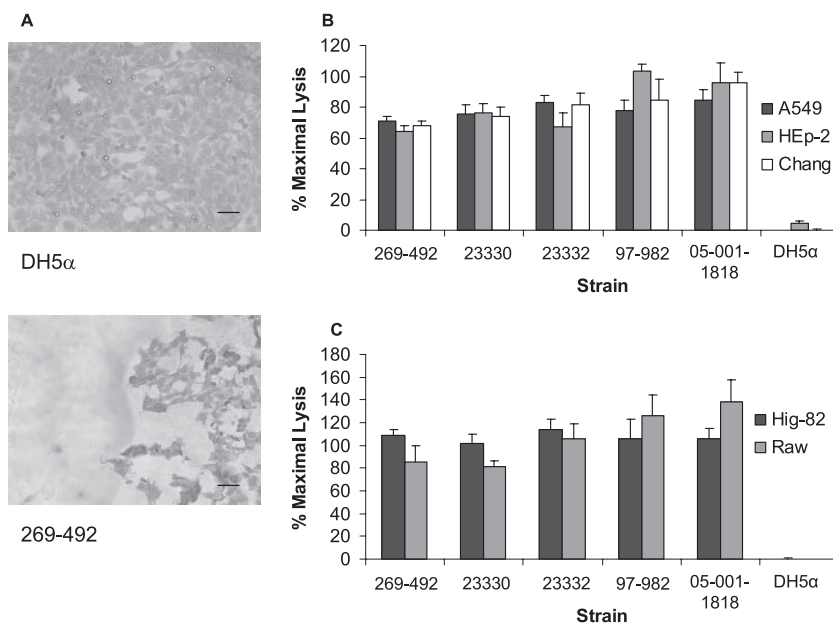 A
DH5α
269-492
B
% Maximal Lysis
120
100
80
60
40
20
0
269-492 23330 23332 97-982 05-001-1818 DH5α
Strain
A549
HEp-2
Chang
C
% Maximal Lysis
180
160
140
120
100
80
60
40
20
0
269-492 23330 23332 97-982 05-001-1818 DH5α
Strain
Hig-82
Raw